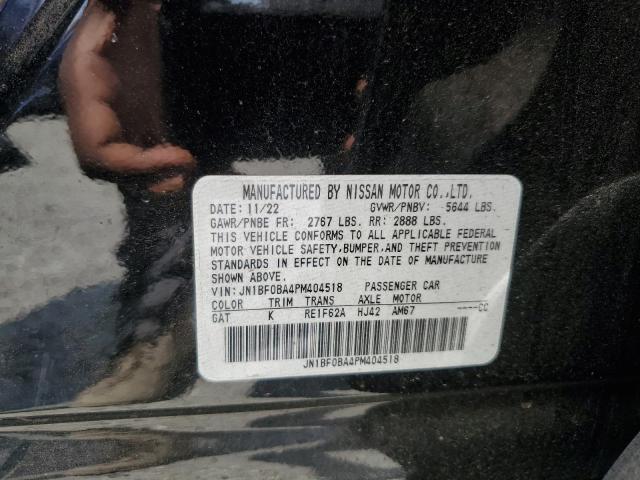 MANUFACTURED BY NISSAN MOTOR CO.,LTD.
DATE: 11/22 GVWR/PNBV: 5644 LBS.
GAWR/PNBE FR: 2767 LBS. RR: 2888 LBS.
THIS VEHICLE CONFORMS TO ALL APPLICABLE FEDERAL
MOTOR VEHICLE SAFETY, BUMPER, AND THEFT PREVENTION
STANDARDS IN EFFECT ON THE DATE OF MANUFACTURE
SHOWN ABOVE.
VIN: JN1BF0BA4PM404518 PASSENGER CAR
COLOR TRIM TRANS AXLE MOTOR
GAT K RE1F62A HJ42 AM67 ----CC
JN1BF0BA4PM404518